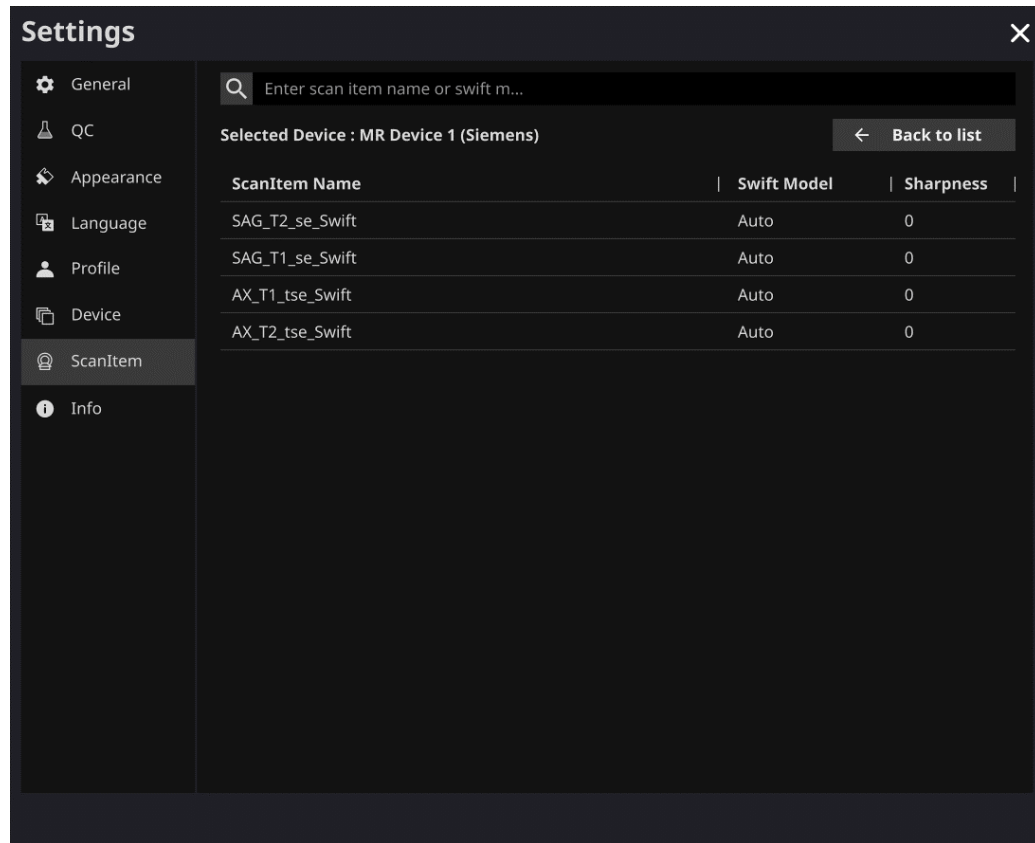 Settings
General
QC
Appearance
Language
Profile
Device
ScanItem
Info
Enter scan item name or swift m...
Selected Device : MR Device 1 (Siemens)
Back to list
ScanItem Name | Swift Model | Sharpness |
SAG_T2_se_Swift Auto 0
SAG_T1_se_Swift Auto 0
AX_T1_tse_Swift Auto 0
AX_T2_tse_Swift Auto 0